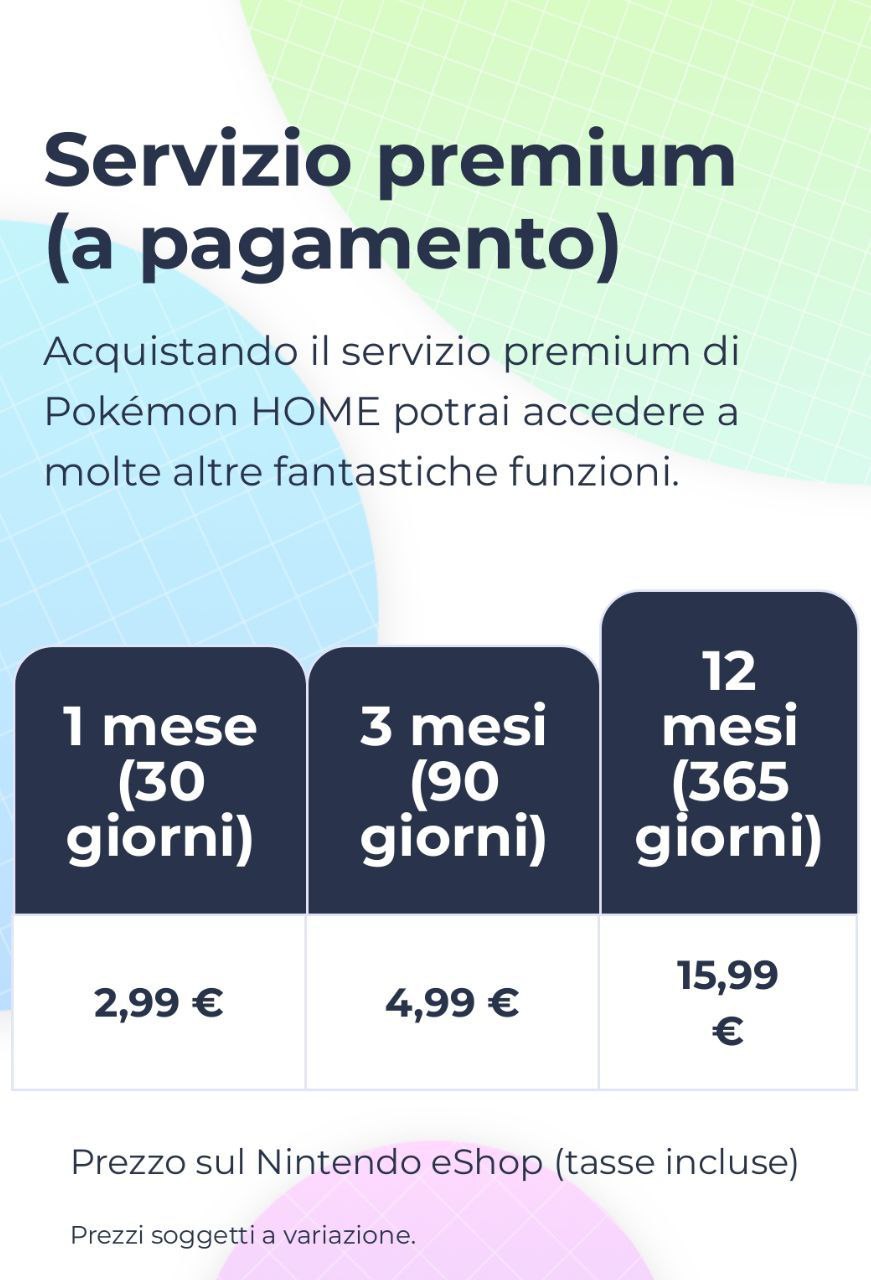 Servizio premium
(a pagamento)
Acquistando il servizio premium di
Pokémon HOME potrai accedere a
molte altre fantastiche funzioni.
1 mese
(30
giorni)
3 mesi
(90
giorni)
12
mesi
(365
giorni)
2,99 €
4,99 €
15,99
€
Prezzo sul Nintendo eShop (tasse incluse)
Prezzi soggetti a variazione.